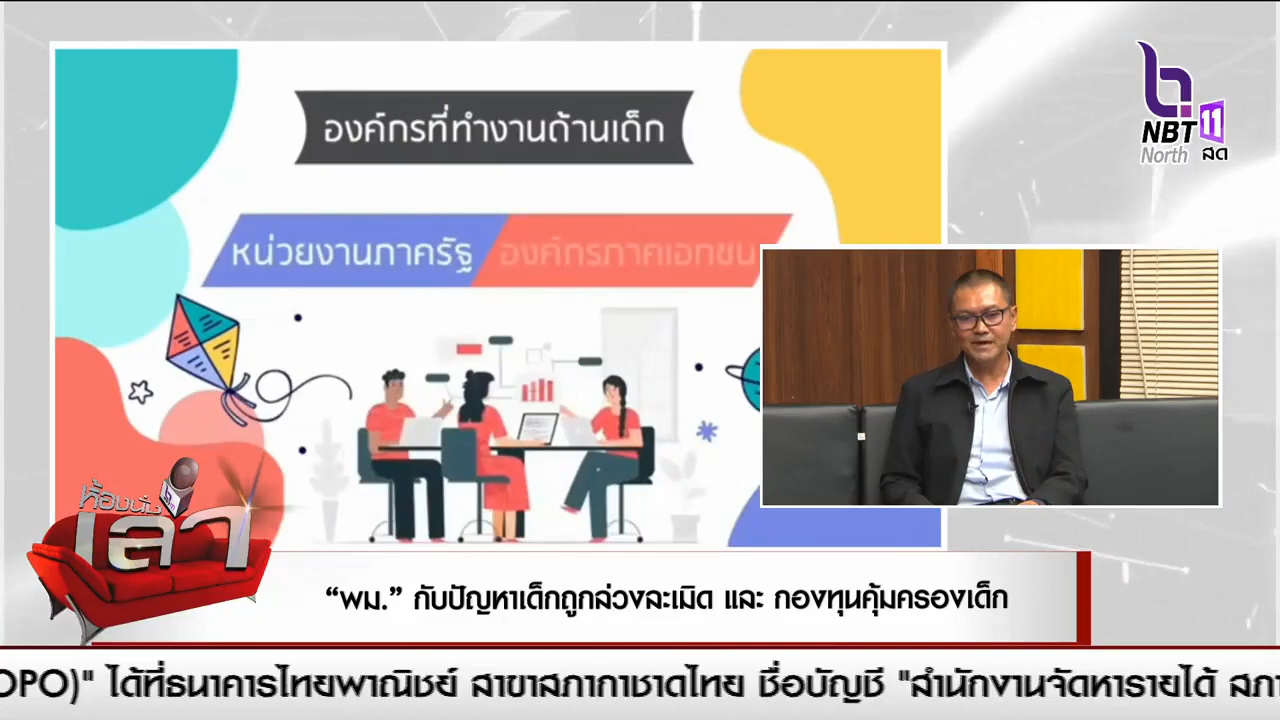 องค์กรที่ทำงานด้านเด็ก
หน่วยงานภาครัฐ องค์กรภาคเอกชน
NBT 11
North สด
ห้องนั่ง
เล่า
“พม.” กับปัญหาเด็กถูกล่วงละเมิด และ กองทุนคุ้มครองเด็ก
OPO)" ได้ที่ธนาคารไทยพาณิชย์ สาขาสภากาชาดไทย ชื่อบัญชี "สำนักงานจัดหารายได้ สภา